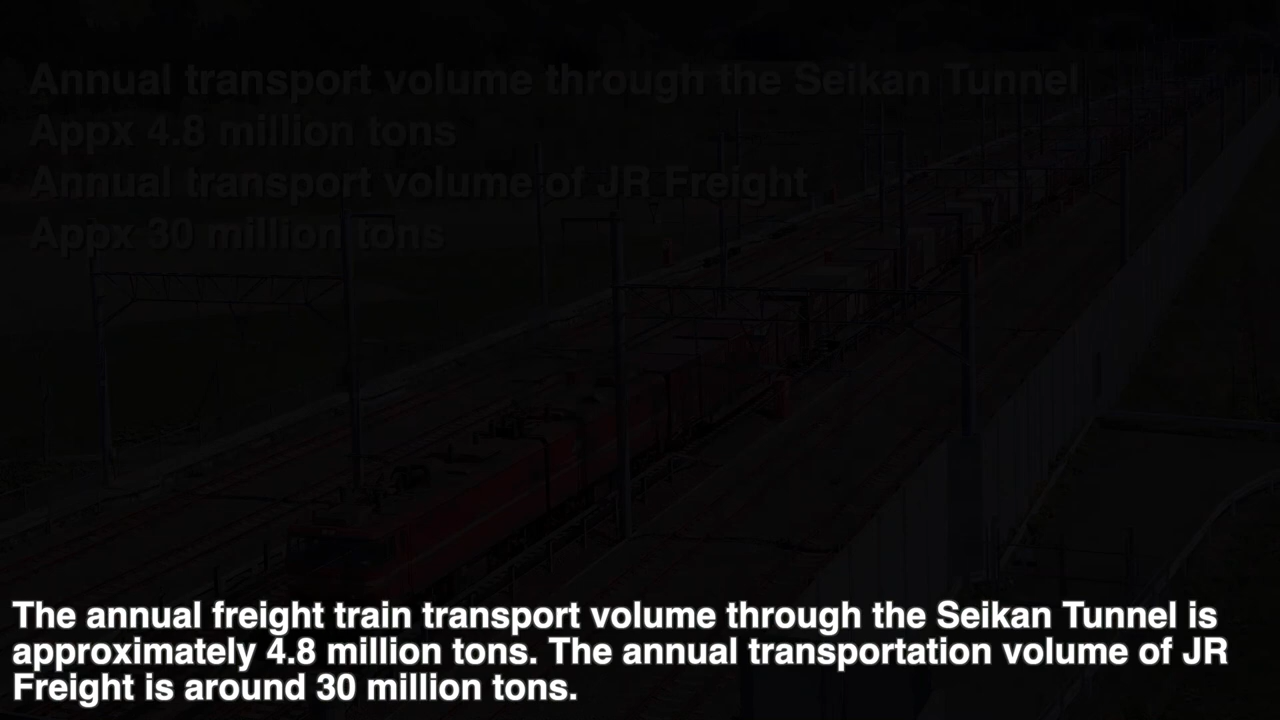 Annual transport volume through the Seikan Tunnel
Appx 4.8 million tons
Annual transport volume of JR Freight
Appx 30 million tons
The annual freight train transport volume through the Seikan Tunnel is
approximately 4.8 million tons. The annual transportation volume of JR
Freight is around 30 million tons.